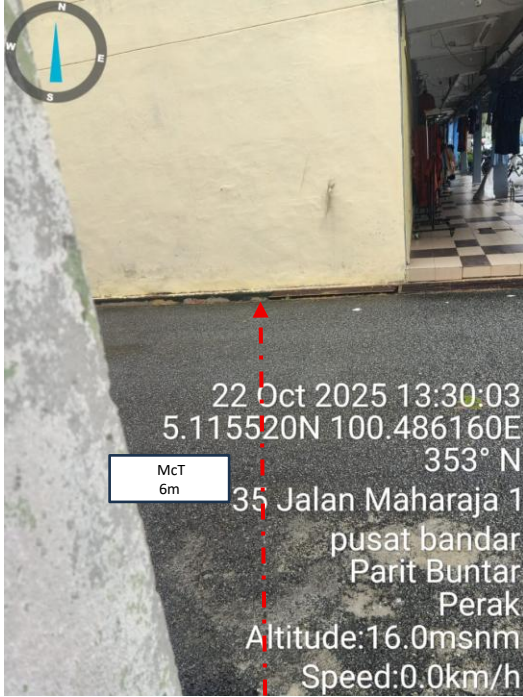 N
W
E
S
22 Oct 2025 13:30:03
5.115520N 100.486160E
353° N
McT
6m
35 Jalan Maharaja 1
pusat bandar
Parit Buntar
Perak
Altitude:16.0msnm
Speed:0.0km/h